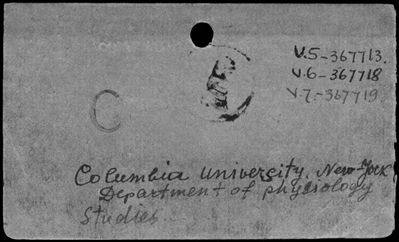 V.5-367713.
V.6-367718
V.7.-367719
C
Columbia University, New York
Department of physiology
Studies